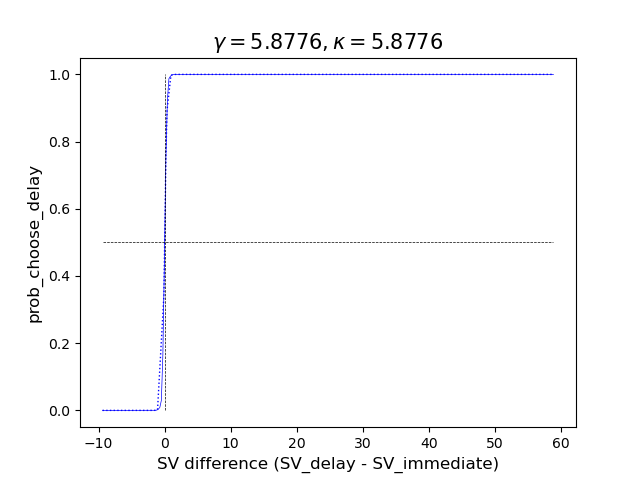 γ = 5.8776, κ = 5.8776
1.0
0.8
0.6
0.4
0.2
0.0
prob_choose_delay
−10 0 10 20 30 40 50 60
SV difference (SV_delay - SV_immediate)